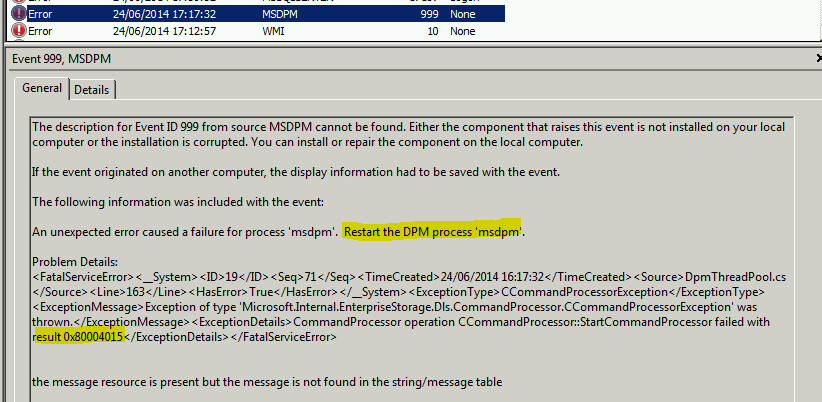 Error 24/06/2014 17:17:32 MSDPM 999 None
Error 24/06/2014 17:12:57 WMI 10 None
Event 999, MSDPM
General Details
The description for Event ID 999 from source MSDPM cannot be found. Either the component that raises this event is not installed on your local
computer or the installation is corrupted. You can install or repair the component on the local computer.
If the event originated on another computer, the display information had to be saved with the event.
The following information was included with the event:
An unexpected error caused a failure for process 'msdpm'. Restart the DPM process 'msdpm'.
Problem Details:
<FatalServiceError><__System><ID>19</ID><Seq>71</Seq><TimeCreated>24/06/2014 16:17:32</TimeCreated><Source>DpmThreadPool.cs
</Source><Line>163</Line><HasError>True</HasError></__System><ExceptionType>CCommandProcessorException</ExceptionType>
<ExceptionMessage>Exception of type 'Microsoft.Internal.EnterpriseStorage.Dls.CommandProcessor.CCommandProcessorException' was
thrown.</ExceptionMessage><ExceptionDetails>CommandProcessor operation CCommandProcessor::StartCommandProcessor failed with
result 0x80004015</ExceptionDetails></FatalServiceError>
the message resource is present but the message is not found in the string/message table